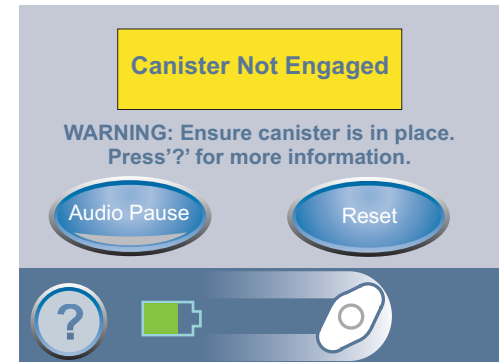 Canister Not Engaged
WARNING: Ensure canister is in place.
Press’?’ for more information.
Audio Pause
Reset
?